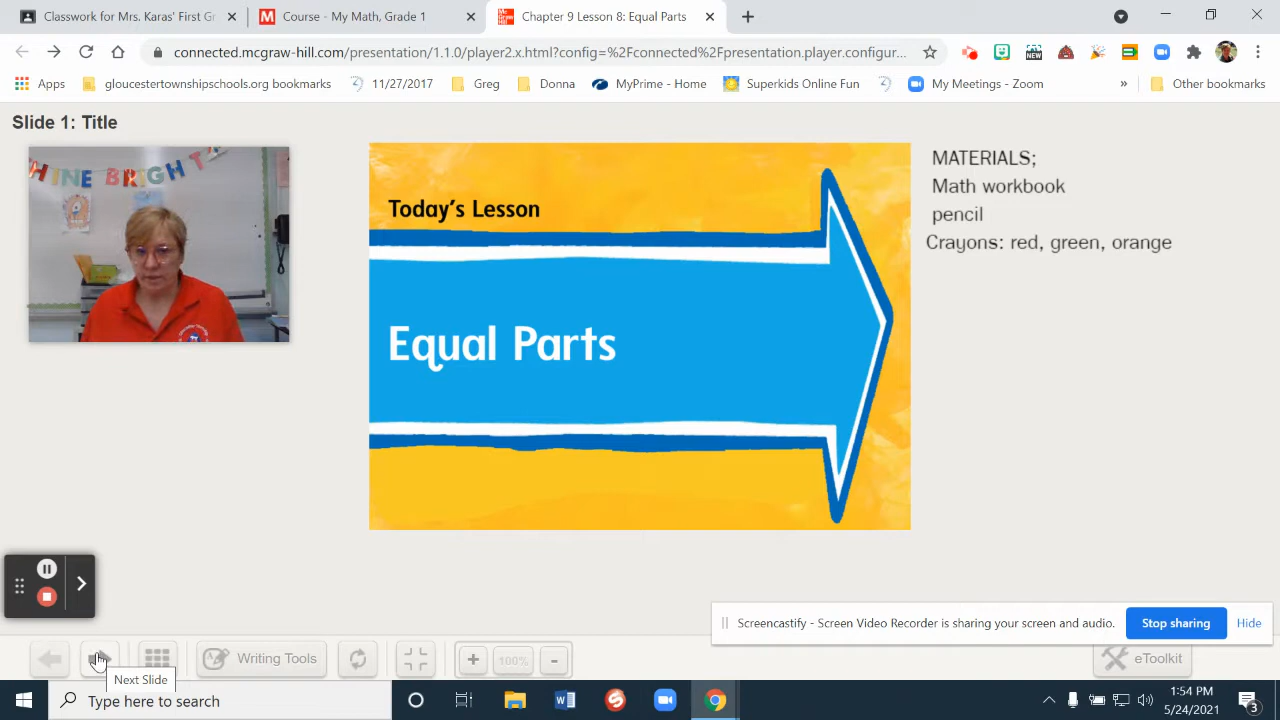 Classwork for Mrs. Karas' First Gr
Course - My Math, Grade 1
Chapter 9 Lesson 8: Equal Parts
connected.mcgraw-hill.com/presentation/1.1.0/player2.x.html?config=%2Fconnected%2Fpresentation.player.configur...
NEW
Apps
gloucestertownshipschools.org bookmarks
11/27/2017
Greg
Donna
MyPrime - Home
Superkids Online Fun
My Meetings - Zoom
»
Other bookmarks
Slide 1: Title
HINE BRIGHT
Today's Lesson
Equal Parts
MATERIALS;
Math workbook
pencil
Crayons: red, green, orange
Screencastify - Screen Video Recorder is sharing your screen and audio.
Stop sharing
Hide
Writing Tools
100%
eToolkit
Next Slide
Type here to search
1:54 PM
5/24/2021
3